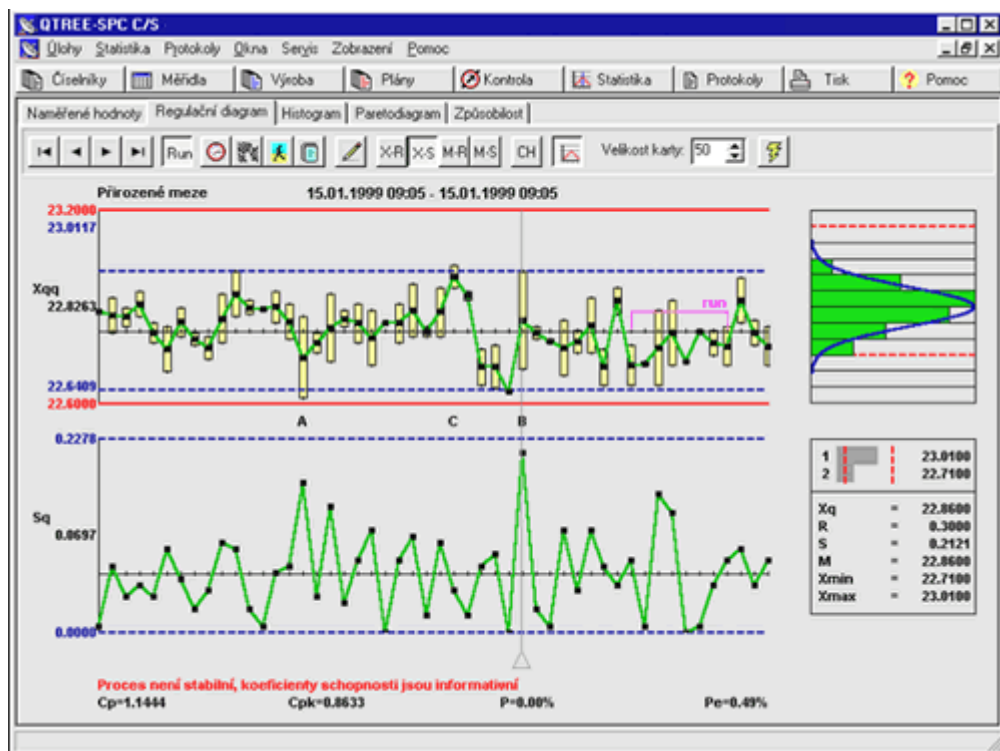 QTREE-SPC C/S
Úlohy Statistika Protokoly Okna Servis Zobrazení Pomoc
Číselníky Měřidla Výroba Plány Kontrola Statistika Protokoly Tisk Pomoc
Naměřené hodnoty Regulační diagram Histogram Paretodiagram Způsobilost
Run X-R X-S M-R M-S CH Velikost karty: 50
Přirozené meze 15.01.1999 09:05 - 15.01.1999 09:05
23.2000
23.0117
Xqq
22.8263
run
22.6409
22.6000
A C B
0.2278
Sq
0.0697
0.0000
1 23.0100
2 22.7100
Xq = 22.8600
R = 0.3000
S = 0.2121
M = 22.8600
Xmin = 22.7100
Xmax = 23.0100
Proces není stabilní, koeficienty schopnosti jsou informativní
Cp=1.1444 Cpk=0.8633 P=0.00% Pe=0.49%